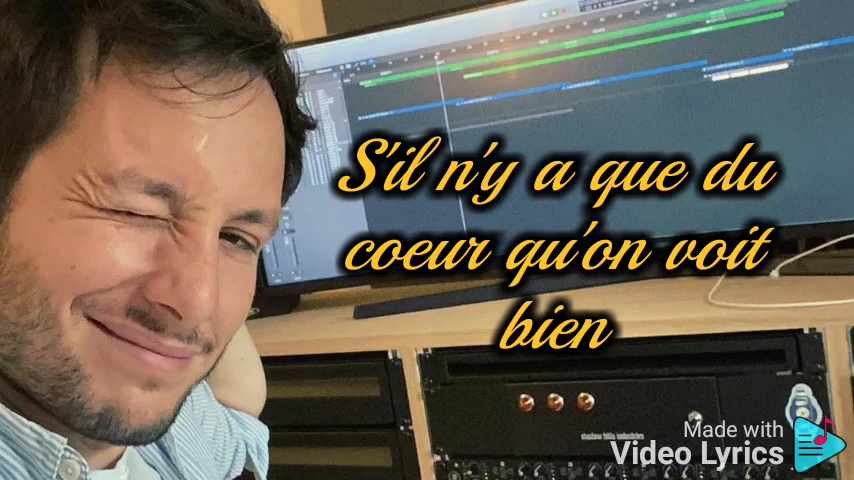 S'il n'y a que du
coeur qu'on voit
bien
Made with
Video Lyrics